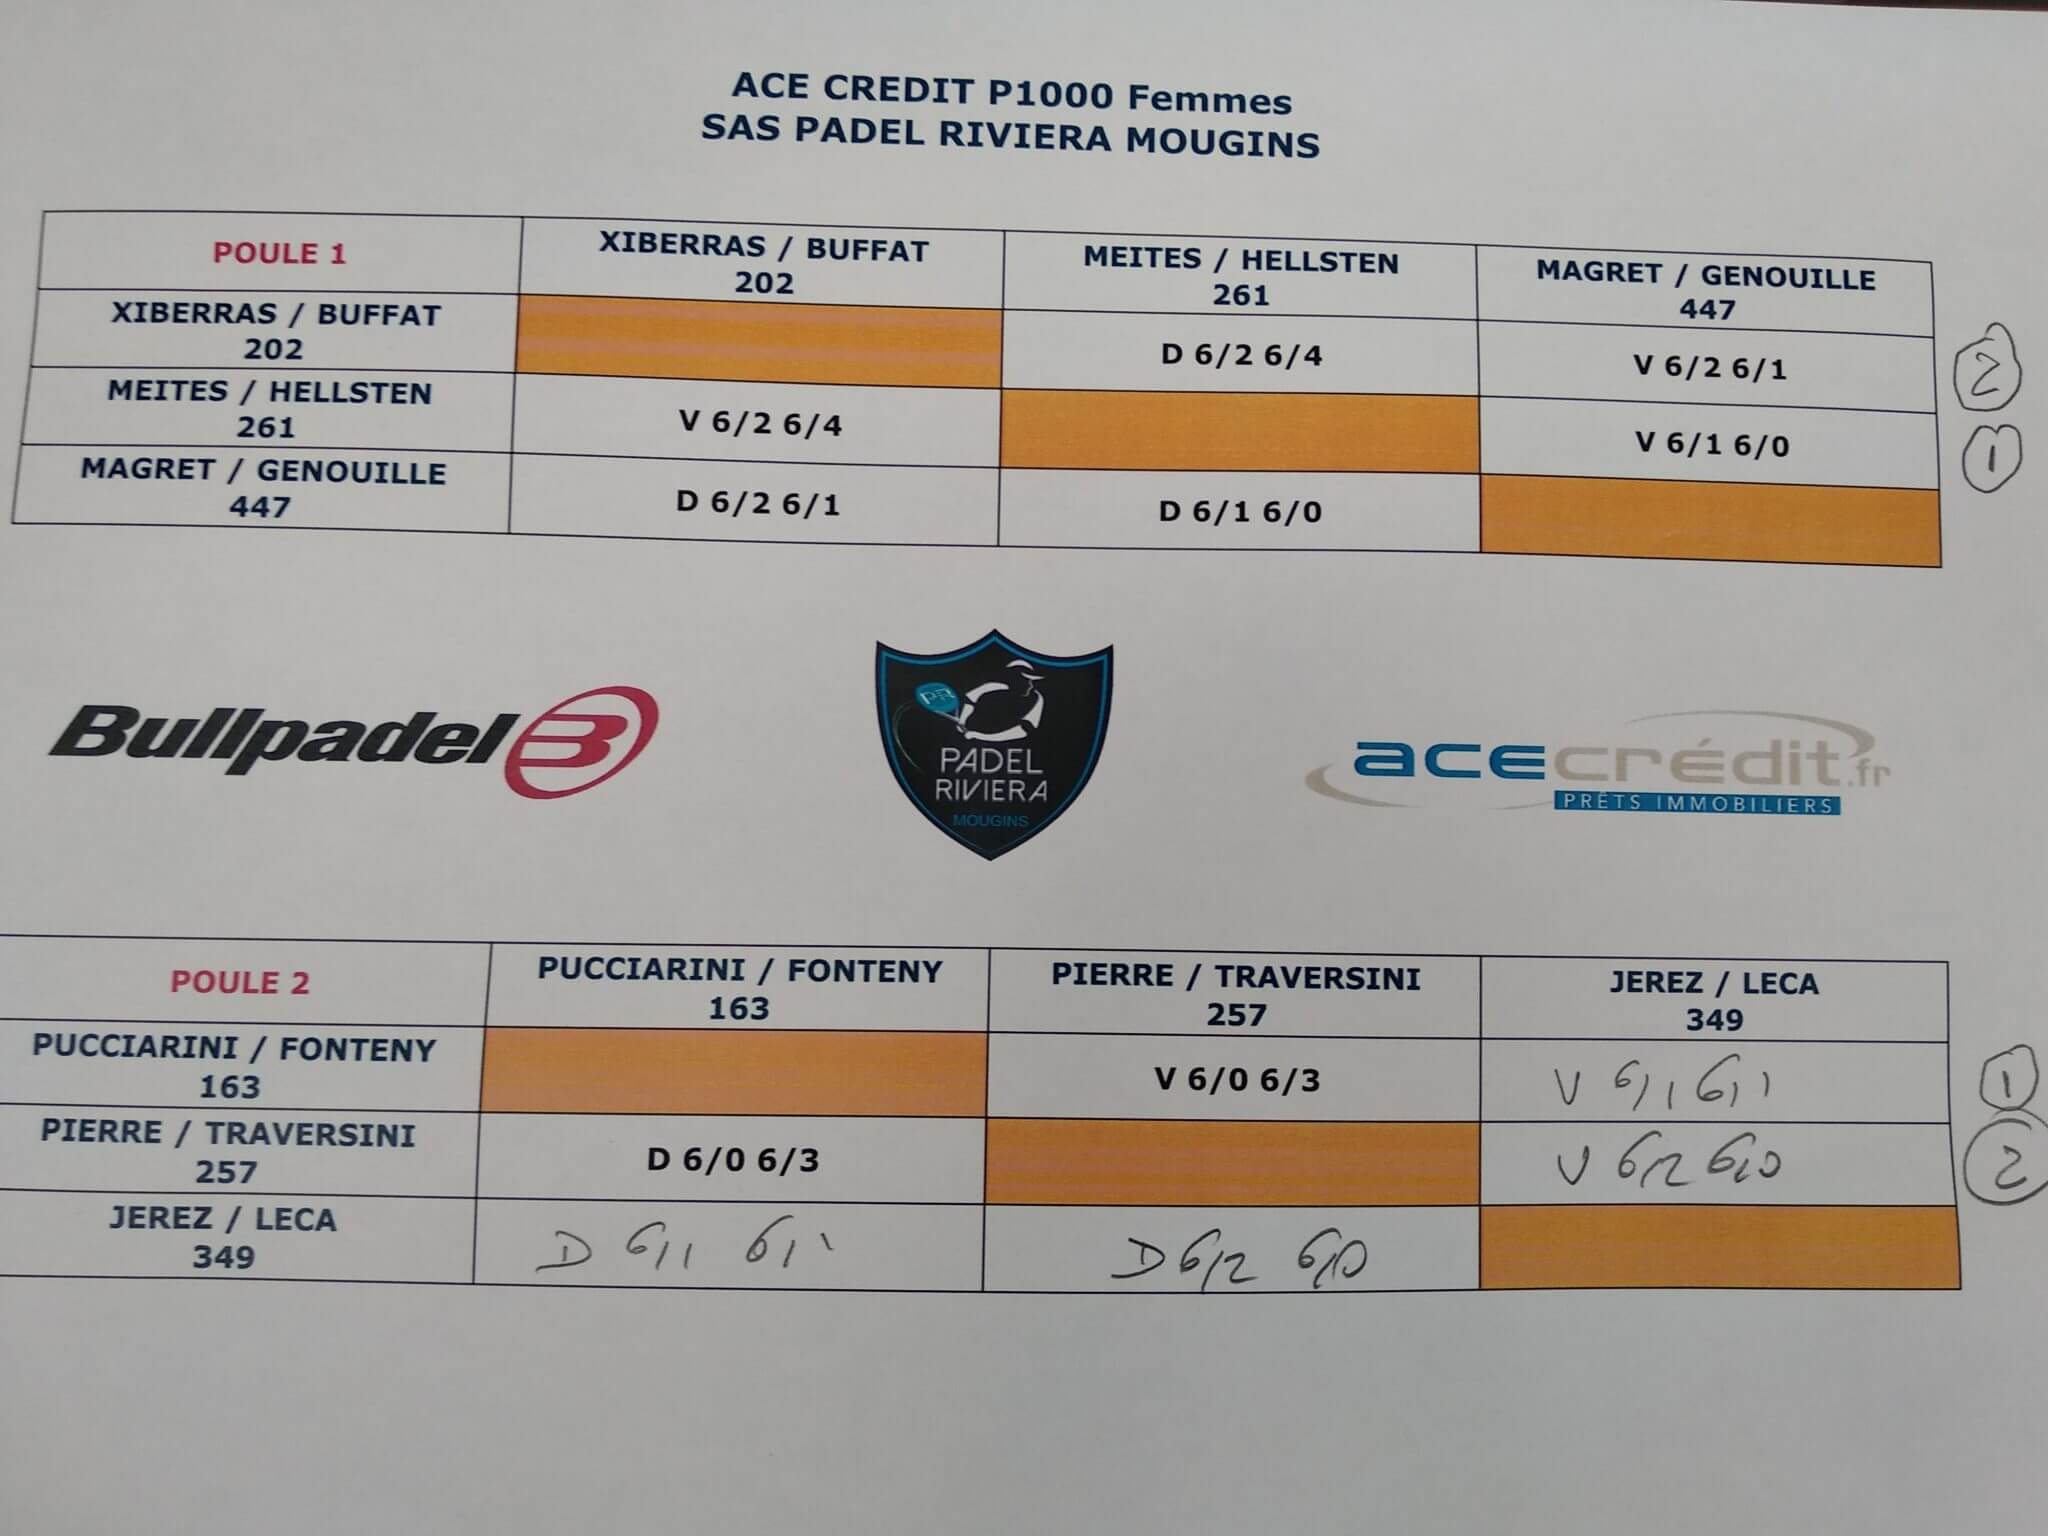 ACE CREDIT P1000 Femmes
SAS PADEL RIVIERA MOUGINS
POULE 1
XIBERRAS / BUFFAT
202
MEITES / HELLSTEN
261
MAGRET / GENOUILLE
447
XIBERRAS / BUFFAT
202
D 6/2 6/4
V 6/2 6/1
2
MEITES / HELLSTEN
261
V 6/2 6/4
V 6/1 6/0
1
MAGRET / GENOUILLE
447
D 6/2 6/1
D 6/1 6/0
Bullpadel B
PR
PADEL
RIVIERA
MOUGINS
acecrédit.fr
PRÊTS IMMOBILIERS
POULE 2
PUCCIARINI / FONTENY
163
PIERRE / TRAVERSINI
257
JEREZ / LECA
349
PUCCIARINI / FONTENY
163
V 6/0 6/3
V 6/1 6/1
1
PIERRE / TRAVERSINI
257
D 6/0 6/3
V 6/2 6/0
2
JEREZ / LECA
349
D 6/1 6/1
D 6/2 6/0